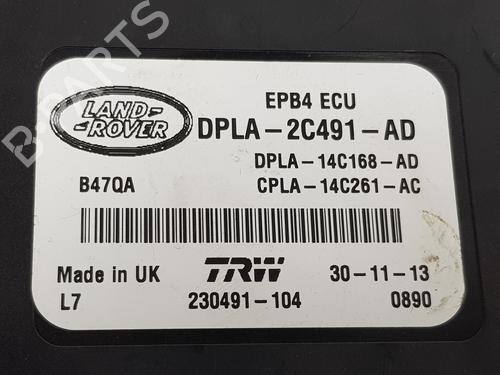 B-PARTS
LAND-
ROVER
EPB4 ECU
DPLA-2C491-AD
DPLA-14C168-AD
B47QA
CPLA-14C261-AC
Made in UK
TRW
30-11-13
L7
230491-104
0890